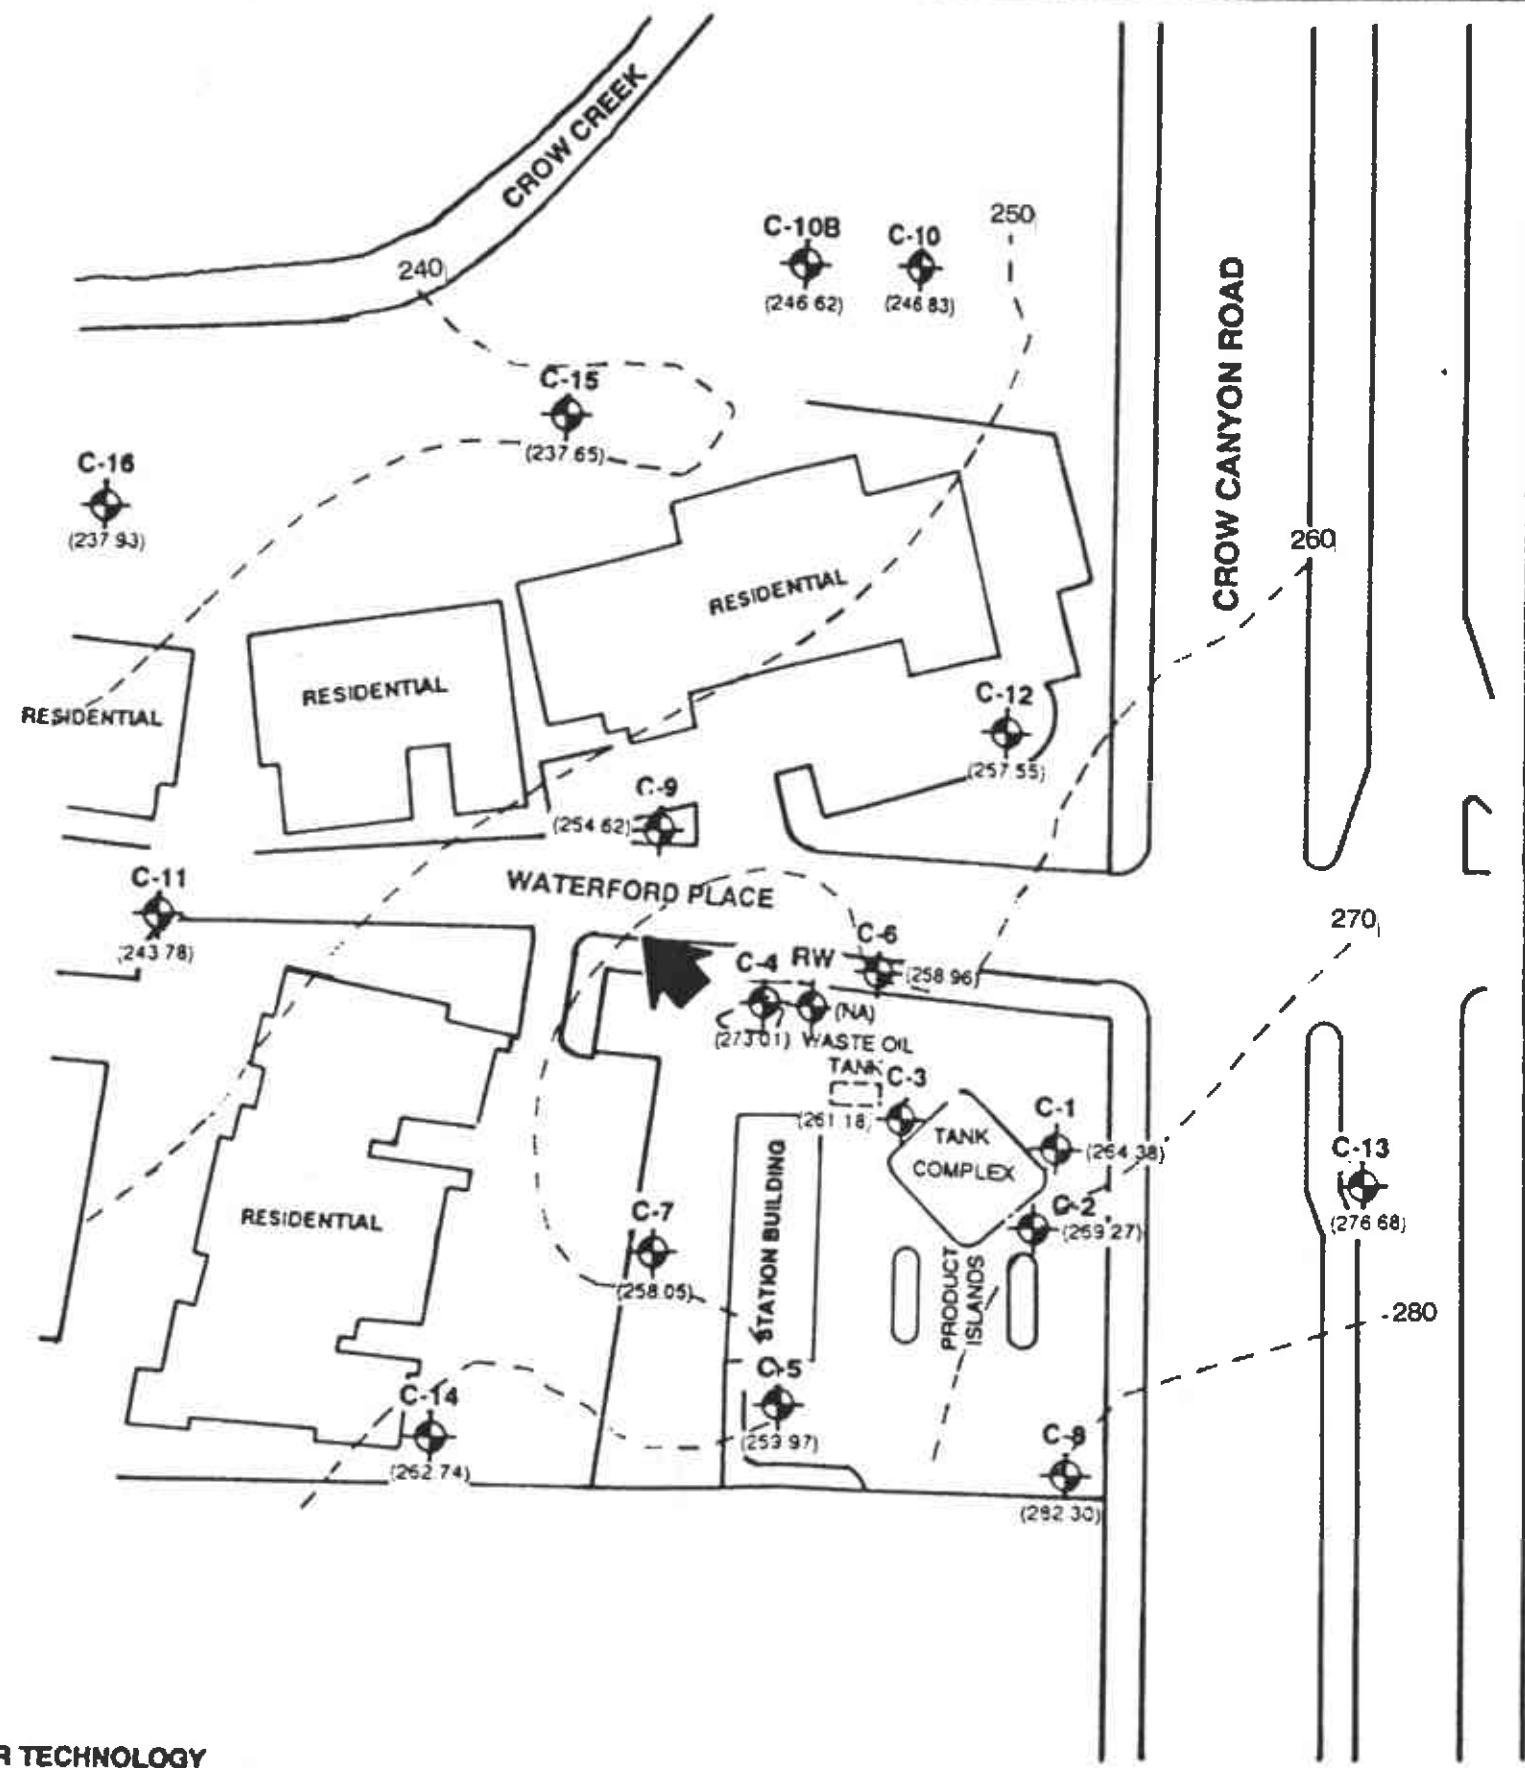 CROW CREEK
250
C-10B
C-10
240
(246.62)
(246.83)
CROW CANYON ROAD
C-15
(237.65)
C-16
(237.93)
260
RESIDENTIAL
RESIDENTIAL
RESIDENTIAL
C-12
(257.55)
C-9
(254.62)
C-11
WATERFORD PLACE
(243.78)
270
C-6
C-4
RW
(258.96)
(NA)
(273.01)
WASTE OIL
TANK
C-3
(261.18)
C-1
TANK
COMPLEX
(264.38)
C-13
(276.68)
C-2
(269.27)
RESIDENTIAL
C-7
(258.05)
STATION BUILDING
PRODUCT
ISLANDS
280
C-5
(259.97)
C-14
(262.74)
C-8
(282.30)
R TECHNOLOGY